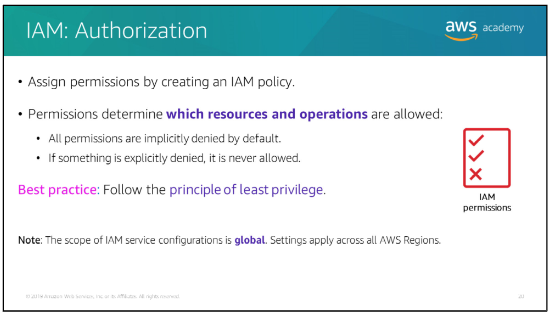 IAM: Authorization
aws academy
• Assign permissions by creating an IAM policy.
• Permissions determine which resources and operations are allowed:
• All permissions are implicitly denied by default.
• If something is explicitly denied, it is never allowed.
Best practice: Follow the principle of least privilege.
IAM
permissions
Note: The scope of IAM service configurations is global. Settings apply across all AWS Regions.
© 2019 Amazon Web Services, Inc. or its Affiliates. All rights reserved.
20